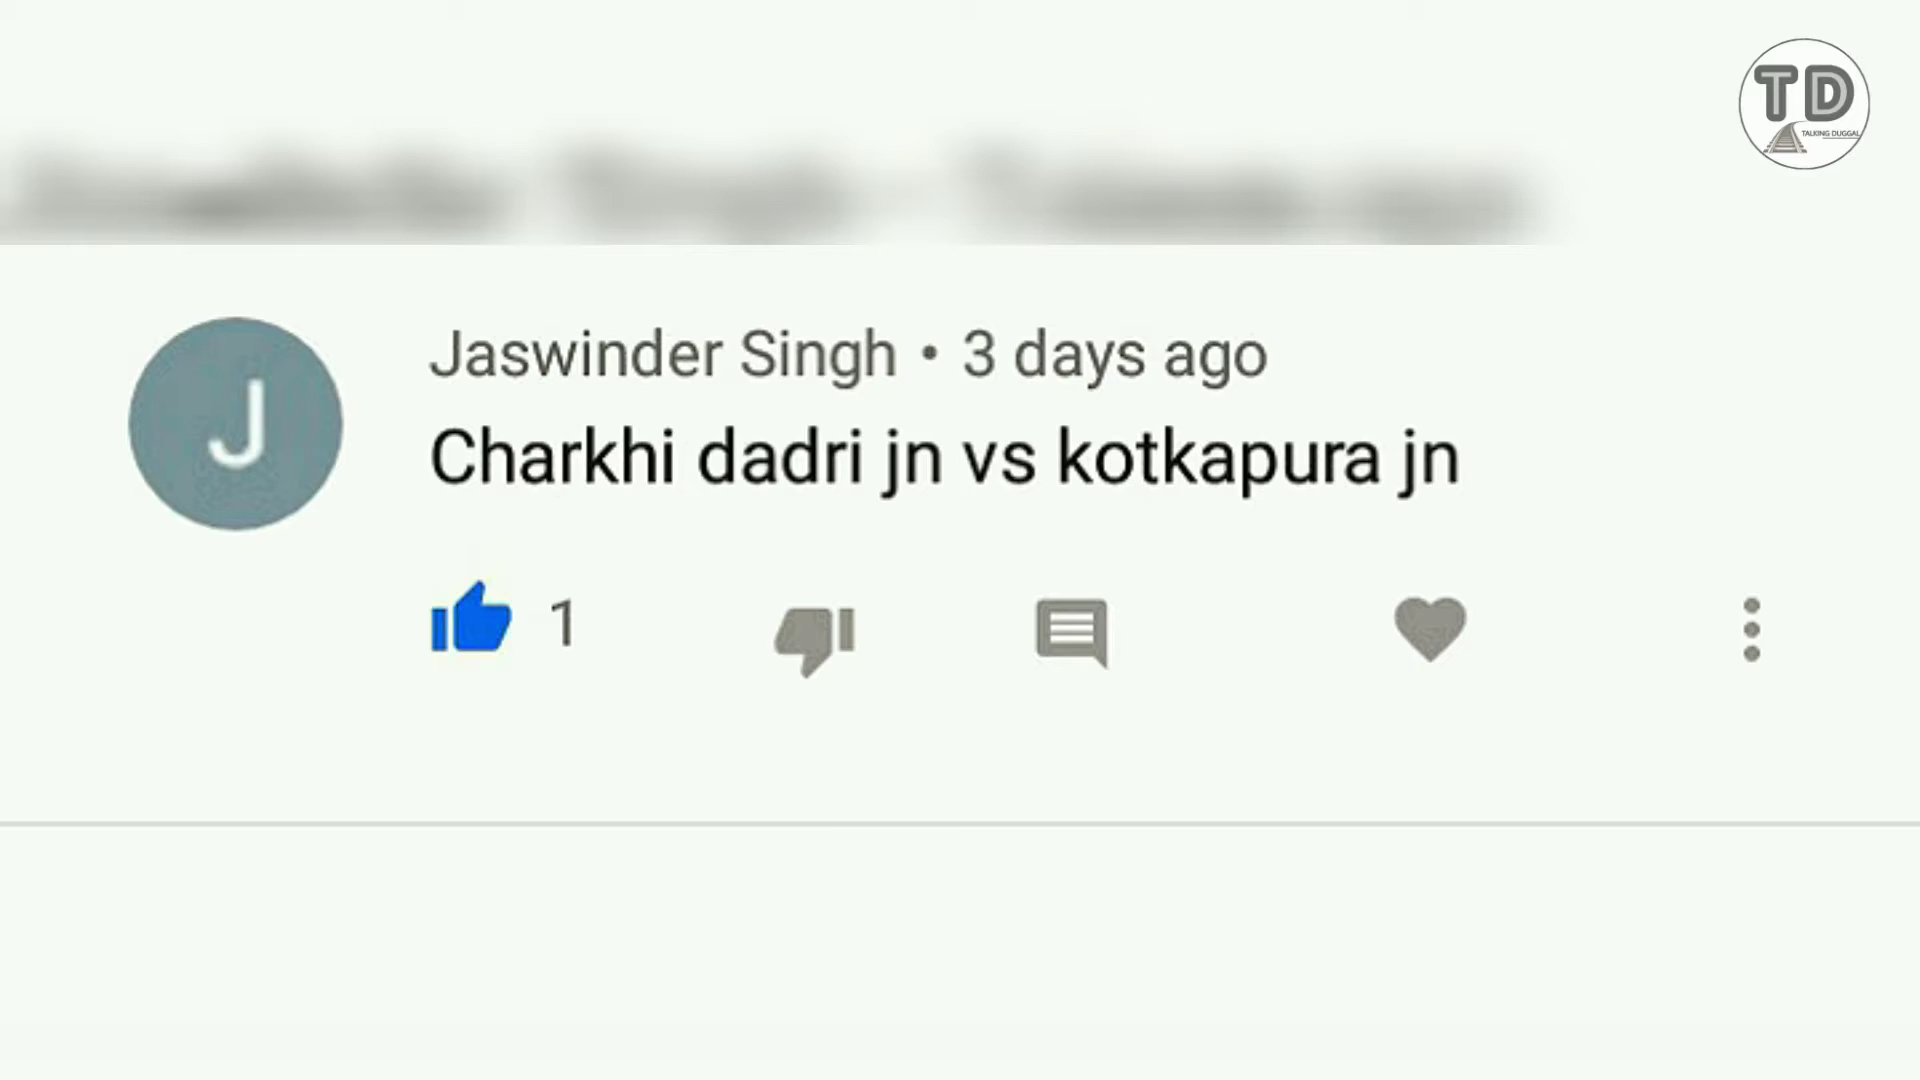 TD
TALKING DUGGAL
Jaswinder Singh • 3 days ago
J
Charkhi dadri jn vs kotkapura jn
1